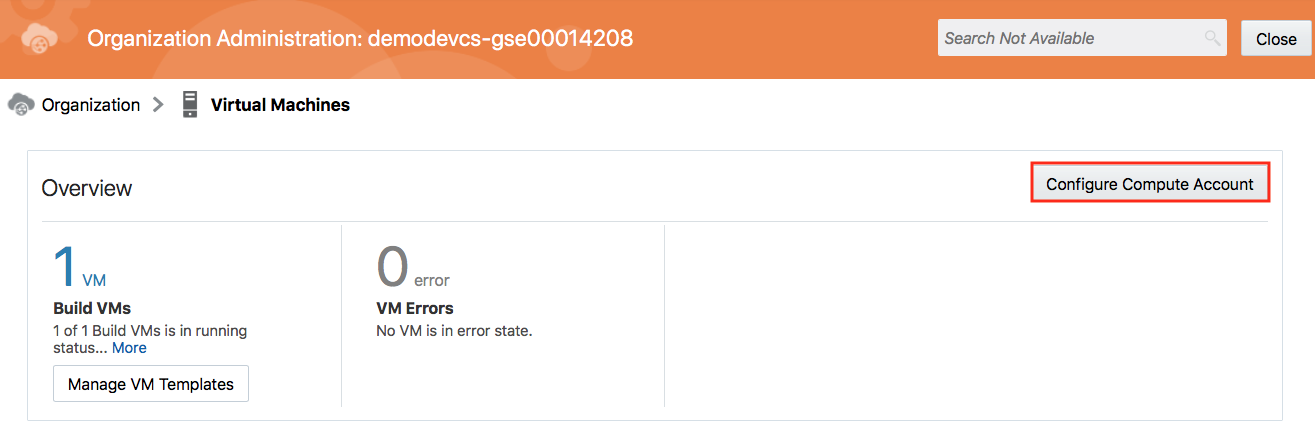 Organization Administration: demodevcs-gse00014208
Search Not Available
Close
Organization
Virtual Machines
Overview
Configure Compute Account
1 VM
Build VMs
1 of 1 Build VMs is in running
status... More
Manage VM Templates
0 error
VM Errors
No VM is in error state.